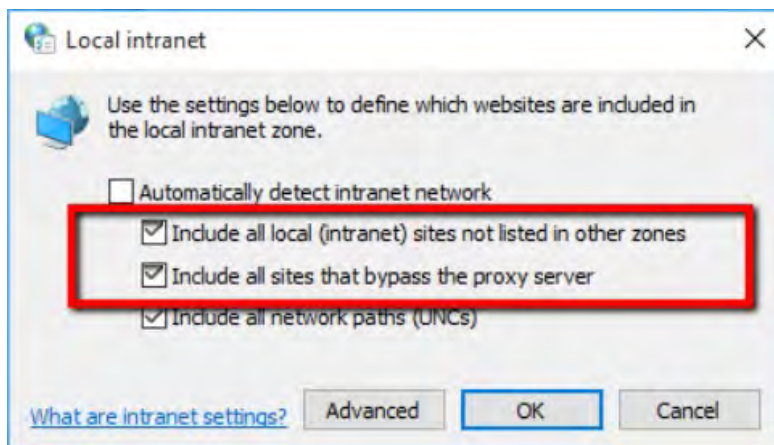 Local intranet
Use the settings below to define which websites are included in
the local intranet zone.
Automatically detect intranet network
Include all local (intranet) sites not listed in other zones
Include all sites that bypass the proxy server
Include all network paths (UNCs)
What are intranet settings?
Advanced
OK
Cancel